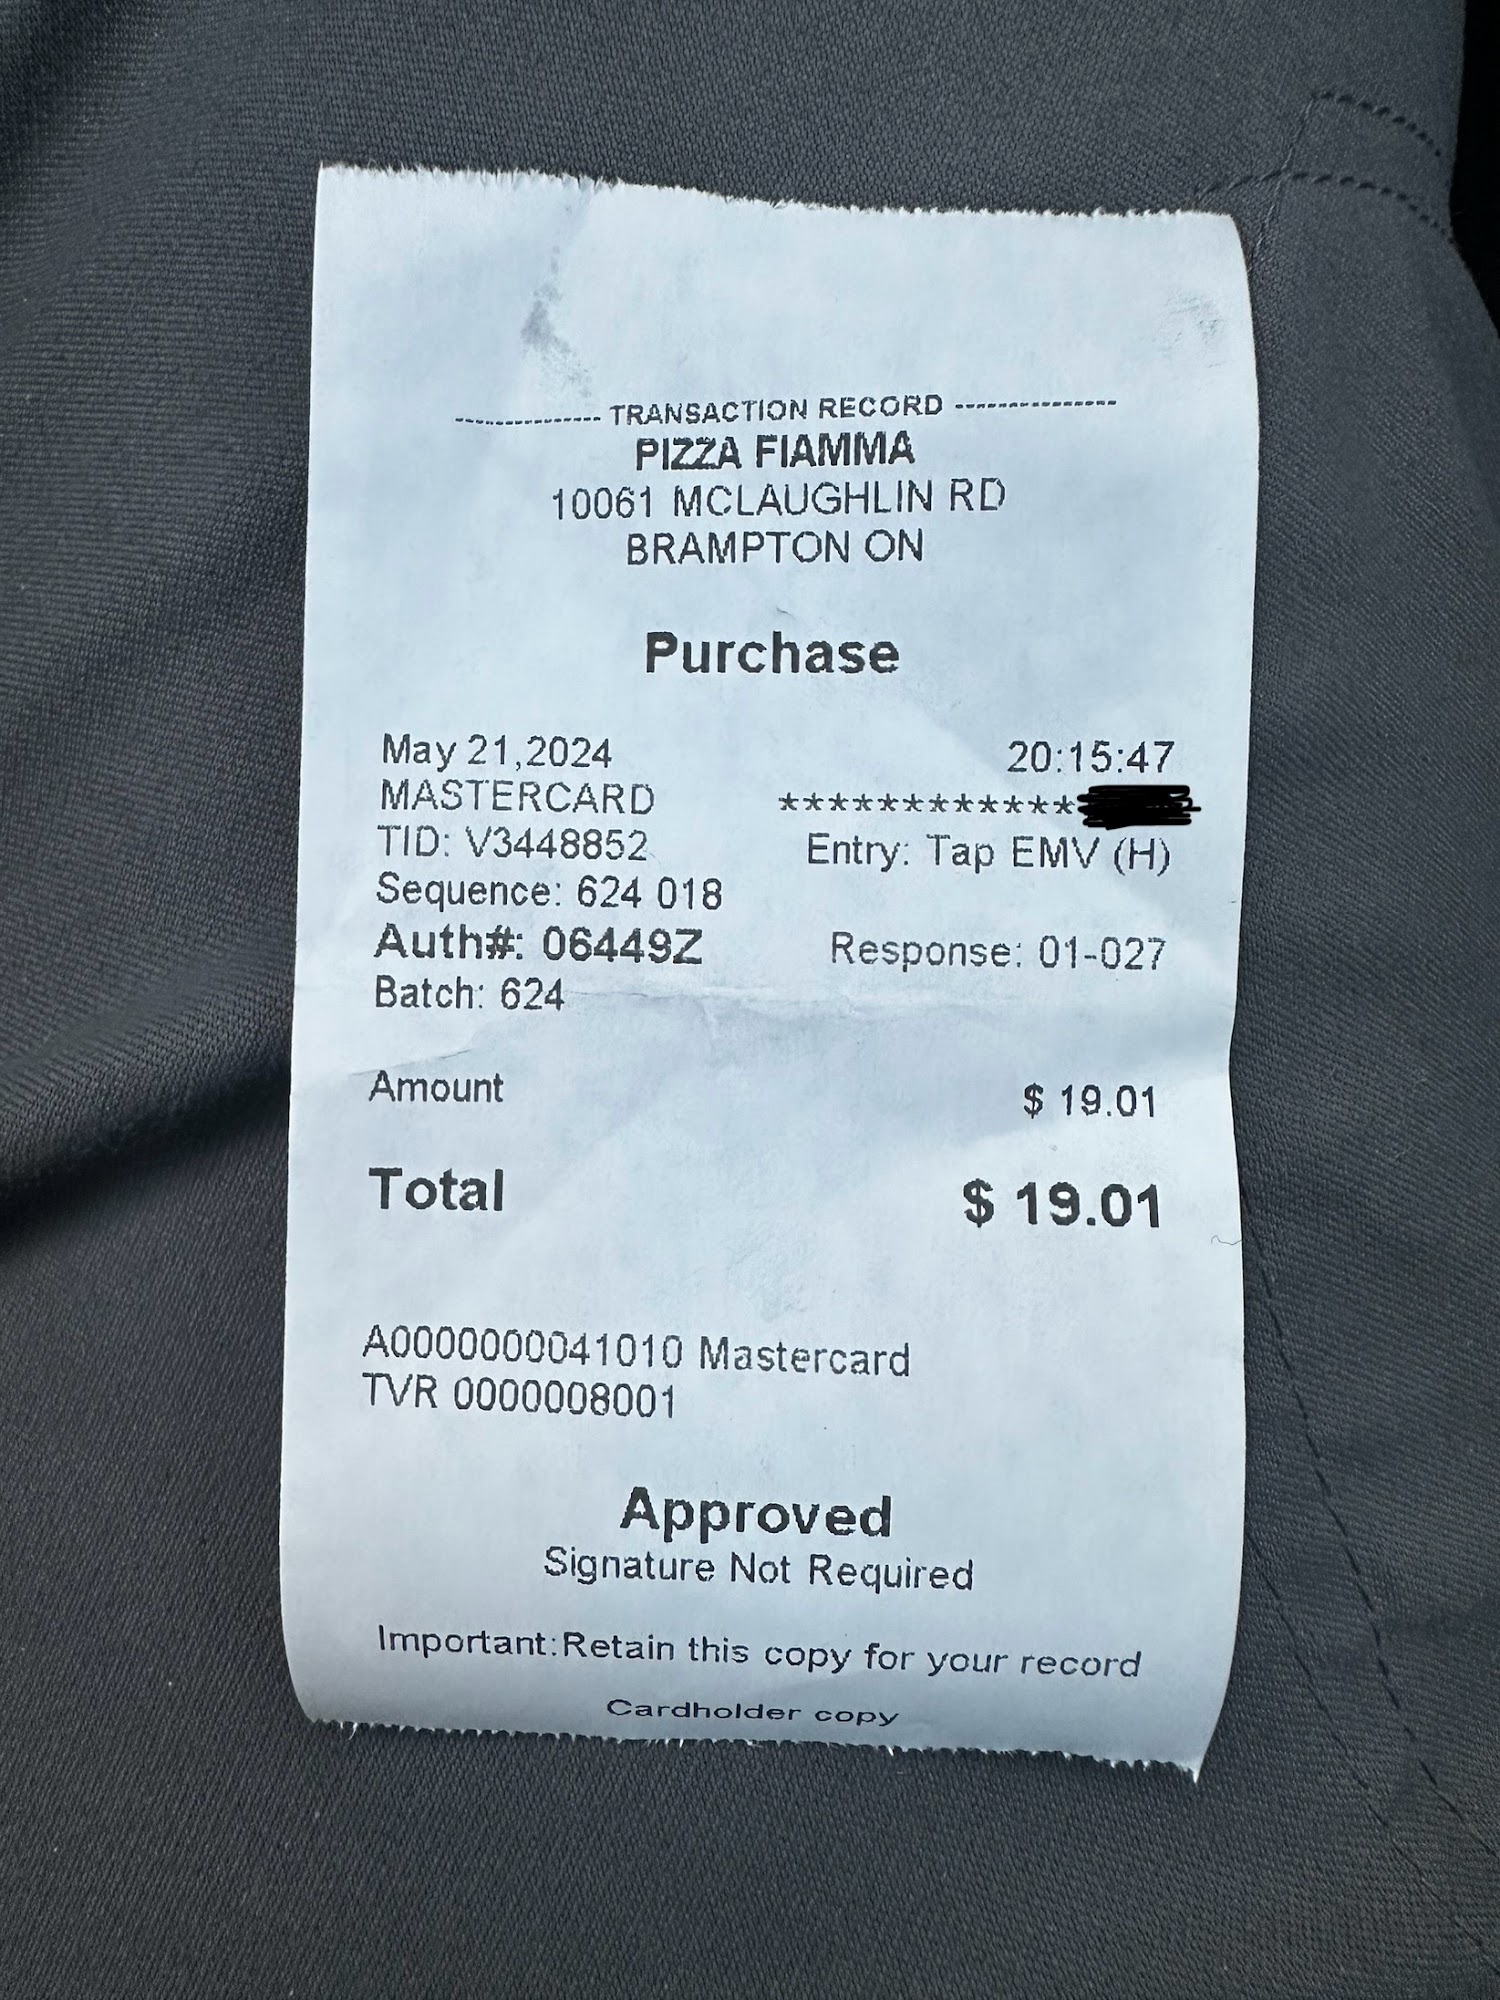 --------------- TRANSACTION RECORD ----------------
PIZZA FIAMMA
10061 MCLAUGHLIN RD
BRAMPTON ON
Purchase
May 21,2024 20:15:47
MASTERCARD ************
TID: V3448852 Entry: Tap EMV (H)
Sequence: 624 018
Auth#: 06449Z Response: 01-027
Batch: 624
Amount $ 19.01
Total $ 19.01
A0000000041010 Mastercard
TVR 0000008001
Approved
Signature Not Required
Important:Retain this copy for your record
Cardholder copy